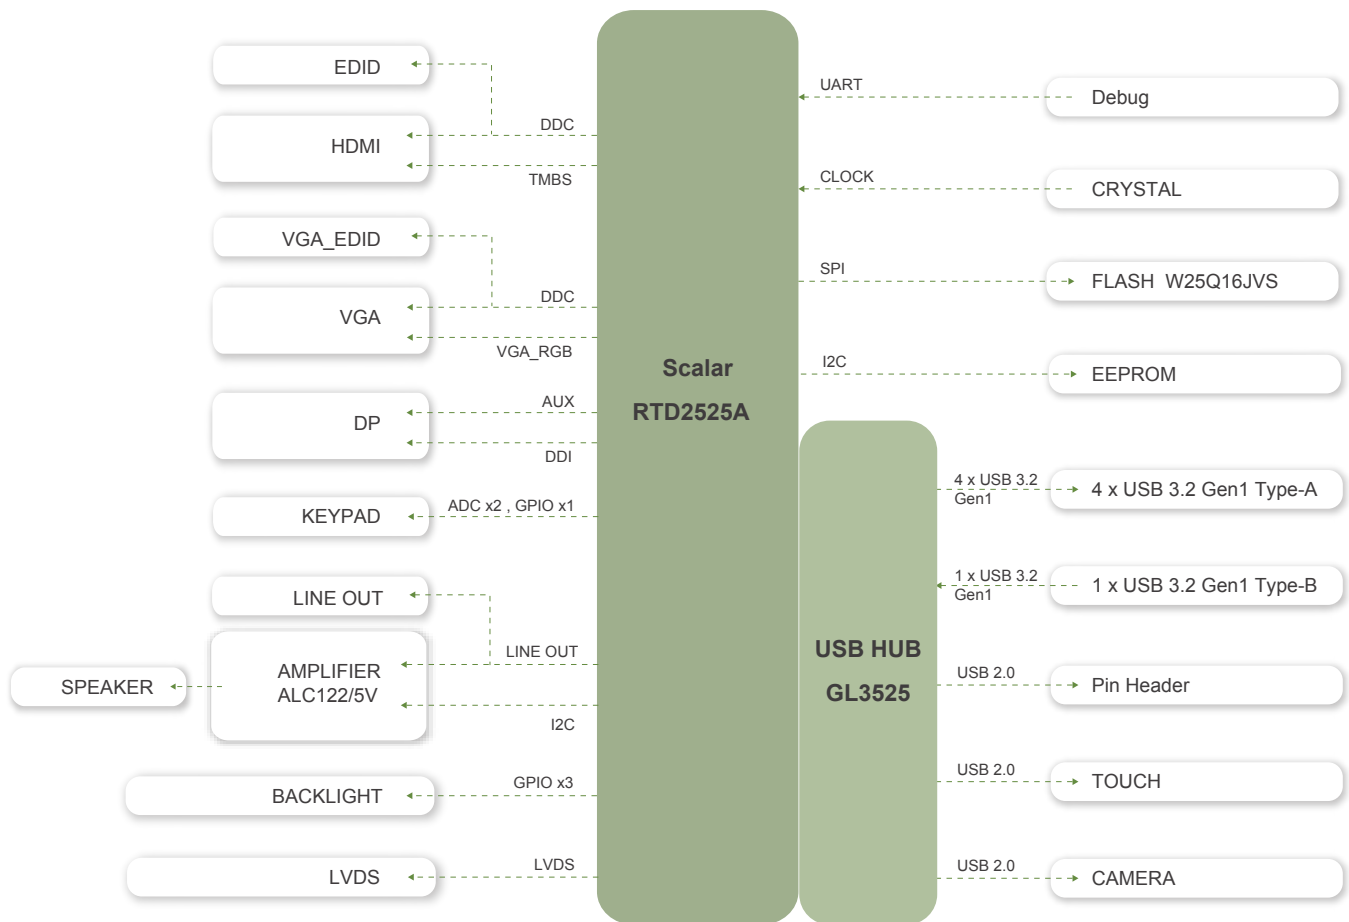 EDID
HDMI
DDC
TMBS
VGA_EDID
VGA
DDC
VGA_RGB
DP
AUX
DDI
KEYPAD
ADC x2 , GPIO x1
LINE OUT
LINE OUT
AMPLIFIER
ALC122/5V
SPEAKER
I2C
BACKLIGHT
GPIO x3
LVDS
LVDS
Scalar
RTD2525A
UART
Debug
CLOCK
CRYSTAL
SPI
FLASH W25Q16JVS
I2C
EEPROM
USB HUB
GL3525
4 x USB 3.2
Gen1
4 x USB 3.2 Gen1 Type-A
1 x USB 3.2
Gen1
1 x USB 3.2 Gen1 Type-B
USB 2.0
Pin Header
USB 2.0
TOUCH
USB 2.0
CAMERA